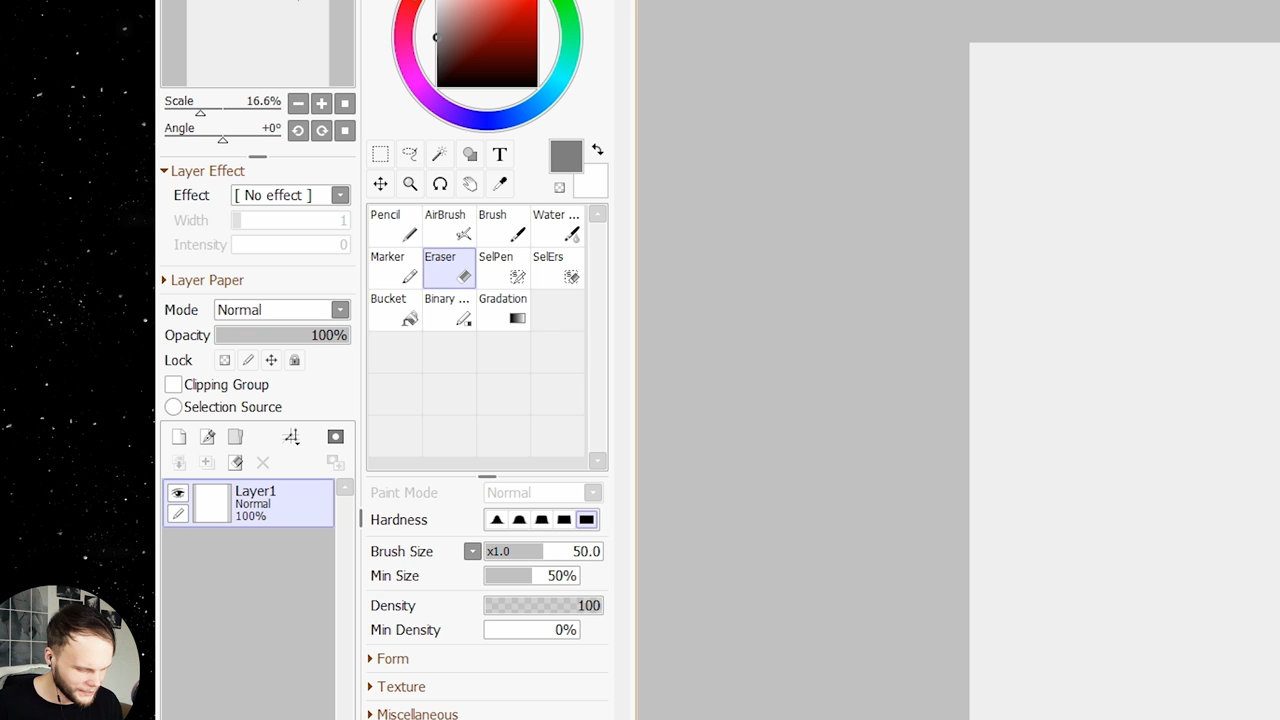 Scale 16.6%
Angle +0°
Layer Effect
Effect [ No effect ]
Width 1
Intensity 0
Layer Paper
Mode Normal
Opacity 100%
Lock
Clipping Group
Selection Source
Layer1
Normal
100%
T
Pencil AirBrush Brush Water ...
Marker Eraser SelPen SelErs
Bucket Binary ... Gradation
Paint Mode Normal
Hardness
Brush Size x1.0 50.0
Min Size 50%
Density 100
Min Density 0%
Form
Texture
Miscellaneous